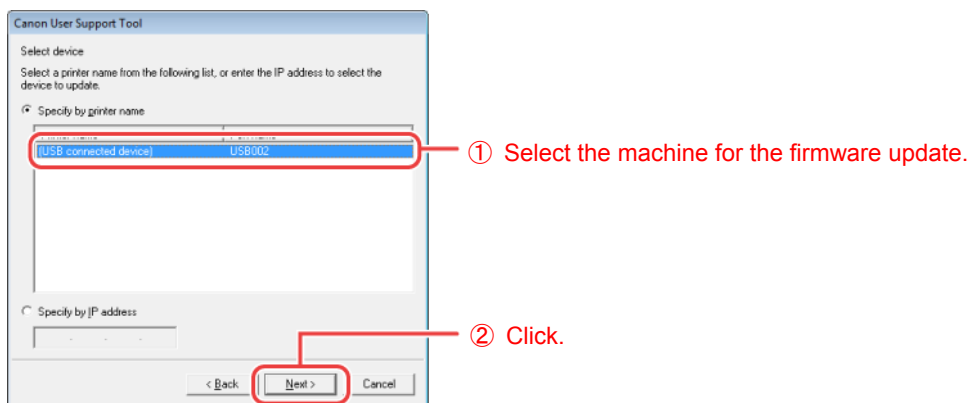 Canon User Support Tool
Select device
Select a printer name from the following list, or enter the IP address to select the
device to update.
Specify by printer name
(USB connected device) USB002
① Select the machine for the firmware update.
Specify by IP address
② Click.
< Back Next > Cancel